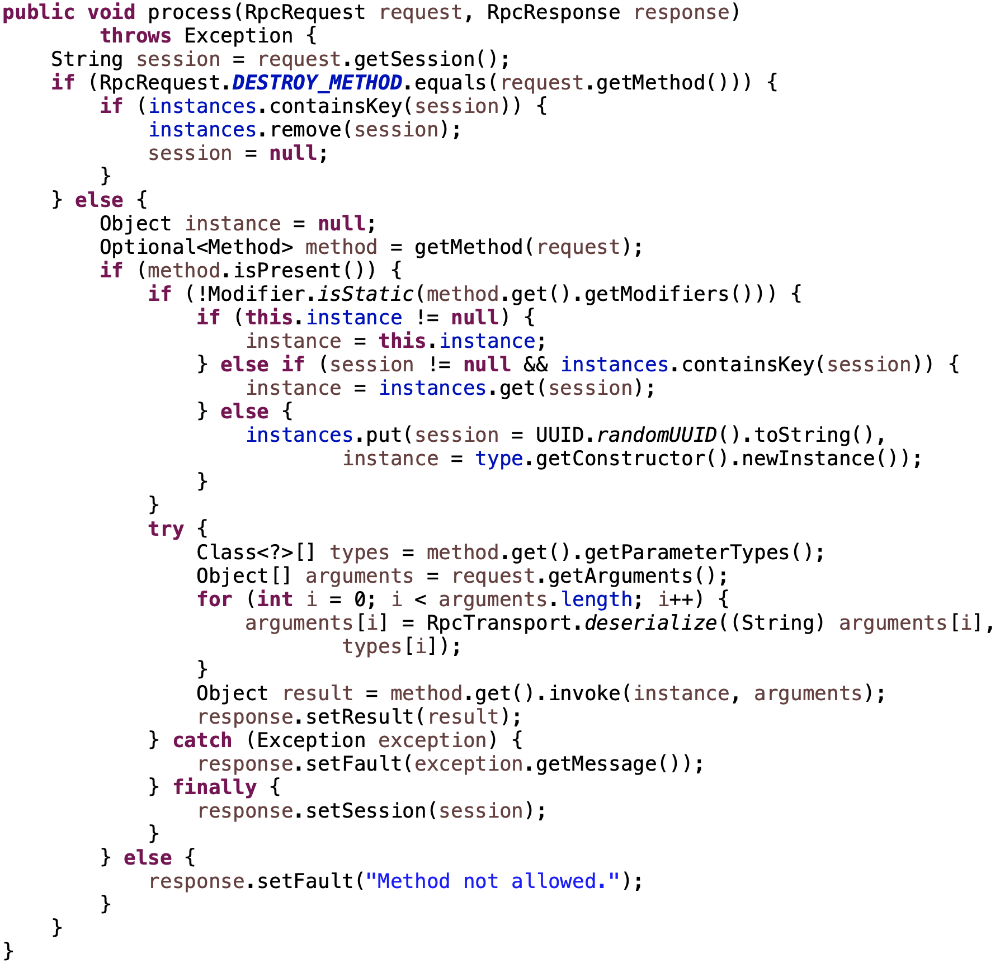 public void process(RpcRequest request, RpcResponse response)
        throws Exception {
    String session = request.getSession();
    if (RpcRequest.DESTROY_METHOD.equals(request.getMethod())) {
        if (instances.containsKey(session)) {
            instances.remove(session);
            session = null;
        }
    } else {
        Object instance = null;
        Optional<Method> method = getMethod(request);
        if (method.isPresent()) {
            if (!Modifier.isStatic(method.get().getModifiers())) {
                if (this.instance != null) {
                    instance = this.instance;
                } else if (session != null && instances.containsKey(session)) {
                    instance = instances.get(session);
                } else {
                    instances.put(session = UUID.randomUUID().toString(),
                            instance = type.getConstructor().newInstance());
                }
            }
            try {
                Class<?>[] types = method.get().getParameterTypes();
                Object[] arguments = request.getArguments();
                for (int i = 0; i < arguments.length; i++) {
                    arguments[i] = RpcTransport.deserialize((String) arguments[i],
                            types[i]);
                }
                Object result = method.get().invoke(instance, arguments);
                response.setResult(result);
            } catch (Exception exception) {
                response.setFault(exception.getMessage());
            } finally {
                response.setSession(session);
            }
        } else {
            response.setFault("Method not allowed.");
        }
    }
}